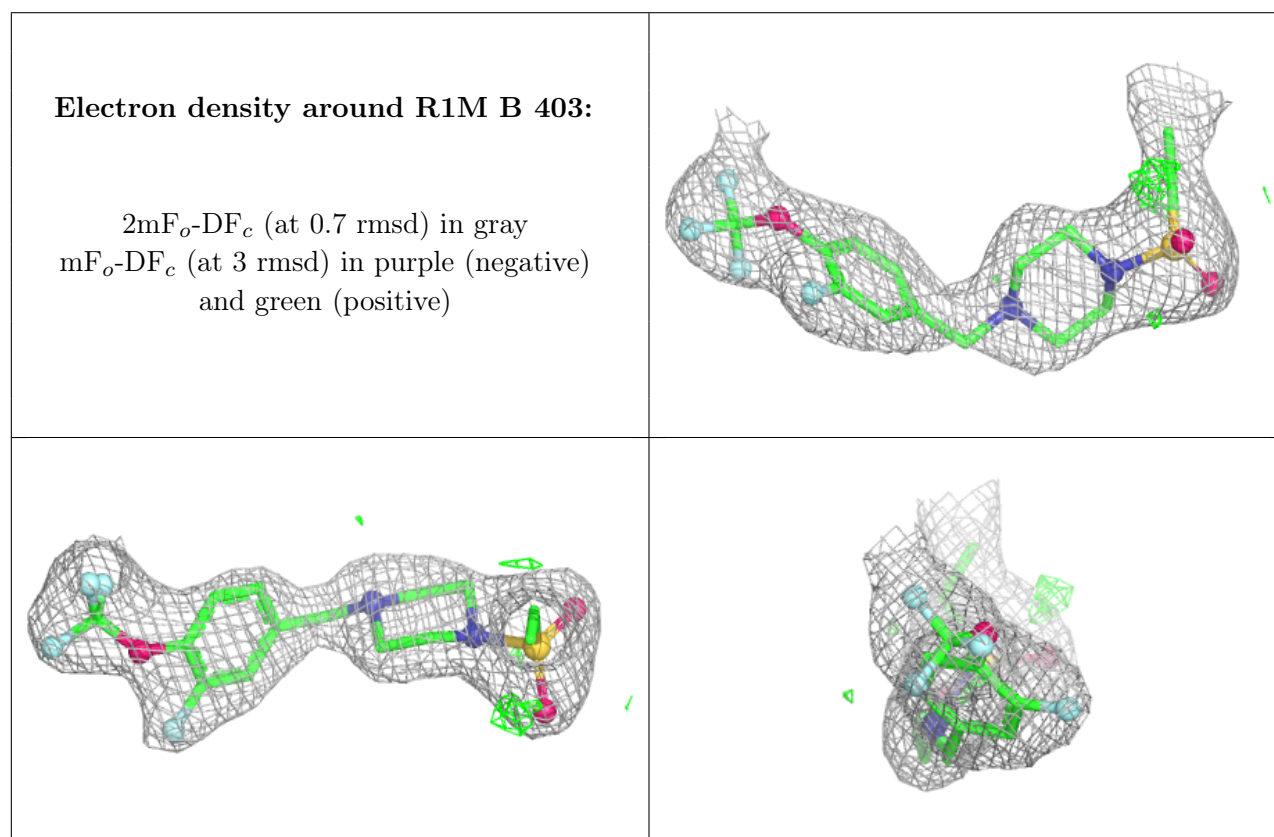 Electron density around R1M B 403:
2mFo-DFc (at 0.7 rmsd) in gray
mFo-DFc (at 3 rmsd) in purple (negative)
and green (positive)